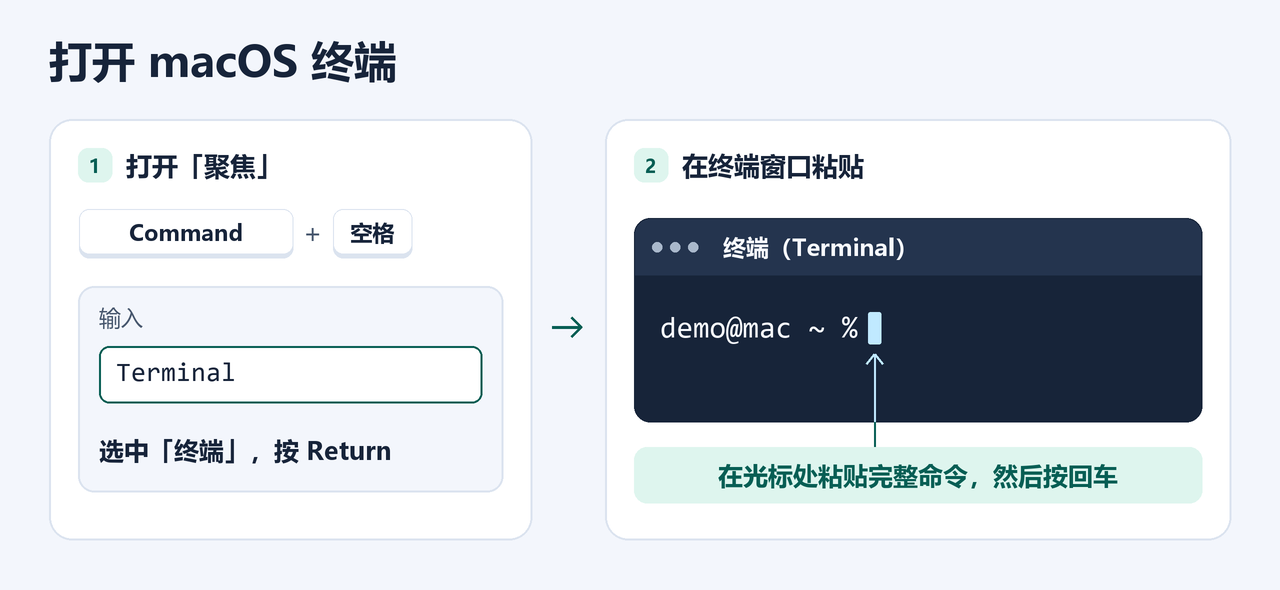 打开 macOS 终端
1 打开「聚焦」
Command + 空格
输入
Terminal
选中「终端」，按 Return
→
2 在终端窗口粘贴
终端（Terminal）
demo@mac ~ %
在光标处粘贴完整命令，然后按回车